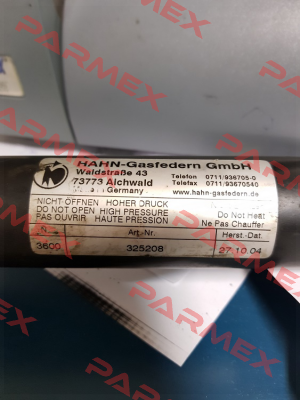 HAHN-Gasfedern GmbH
Waldstraße 43
73773 Aichwald
Germany
Telefon 0711/936705-0
Telefax 0711/93670540
www.hahn-gasfedern.de
NICHT ÖFFNEN HOHER DRUCK
DO NOT OPEN HIGH PRESSURE
PAS OUVRIR HAUTE PRESSION
Do Not Heat
Ne Pas Chauffer
N Art.-Nr. Herst.-Dat.
3600 325208 27.10.04
PARMEX.COM
PARMEX.COM